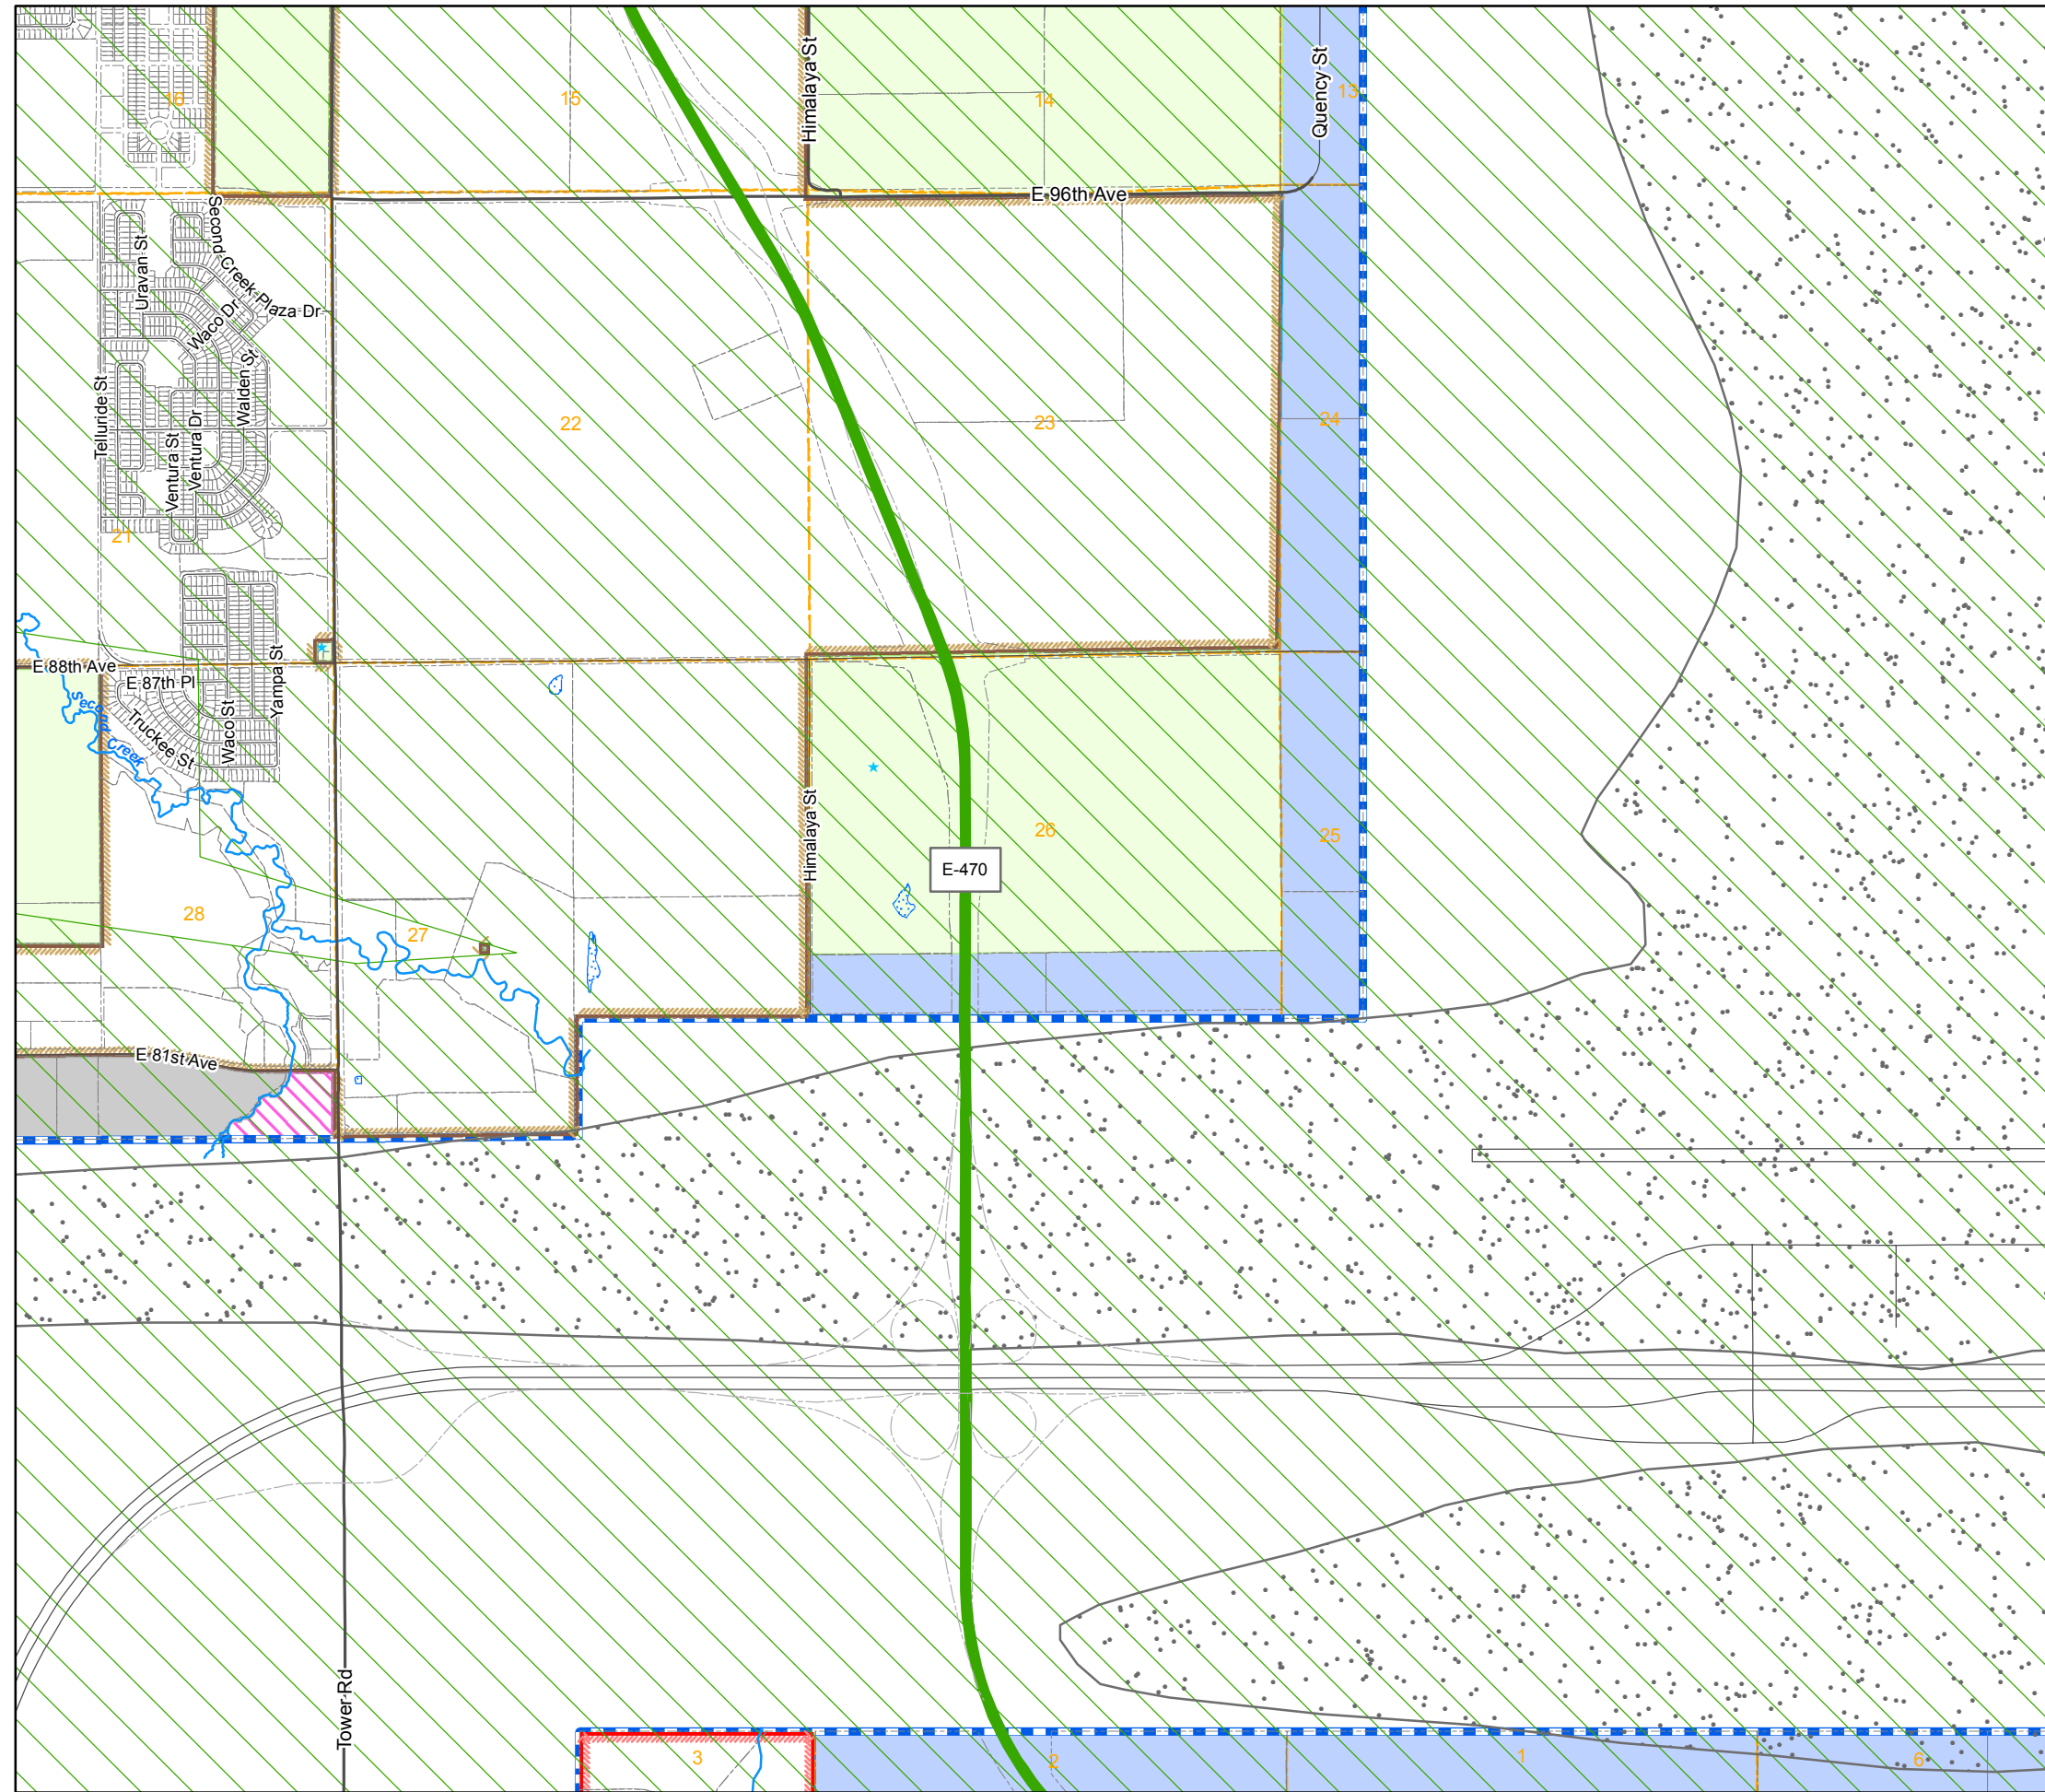 16
15
Himalaya St
14
Quency St
13
E 96th Ave
Second Creek Plaza Dr
Uravan St
Waco Dr
Walden St
Telluride St
Ventura St
Ventura Dr
22
23
24
21
E 88th Ave
E 87th Pl
Yampa St
Second Creek
Truckee St
Waco St
Himalaya St
26
25
E-470
28
27
E 81st Ave
Tower Rd
3
2
1
6